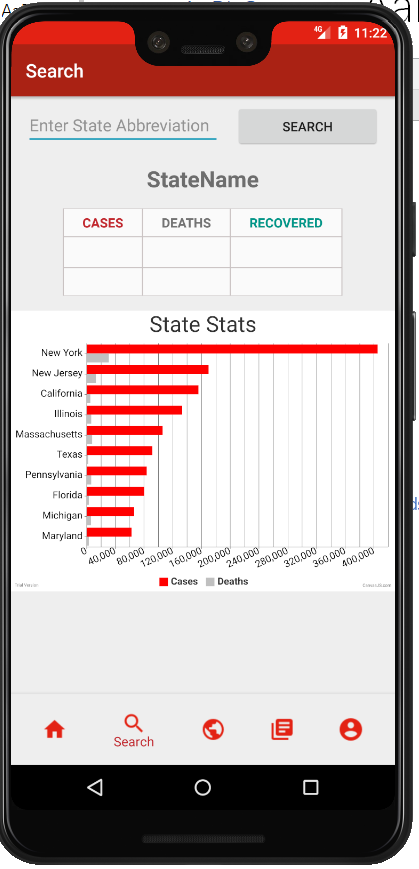 4G 11:22
Search
Enter State Abbreviation SEARCH
StateName
CASES DEATHS RECOVERED
State Stats
New York
New Jersey
California
Illinois
Massachusetts
Texas
Pennsylvania
Florida
Michigan
Maryland
0 40,000 80,000 120,000 160,000 200,000 240,000 280,000 320,000 360,000 400,000
Cases Deaths
Trial Version
Search